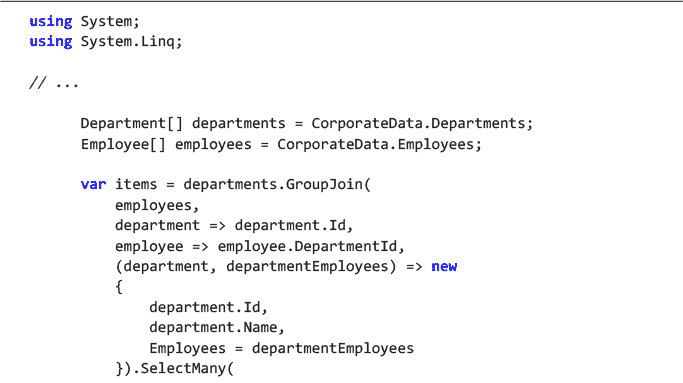 using System;
using System.Linq;
// ...
Department[] departments = CorporateData.Departments;
Employee[] employees = CorporateData.Employees;
var items = departments.GroupJoin(
employees,
department => department.Id,
employee => employee.DepartmentId,
(department, departmentEmployees) => new
{
department.Id,
department.Name,
Employees = departmentEmployees
}).SelectMany(